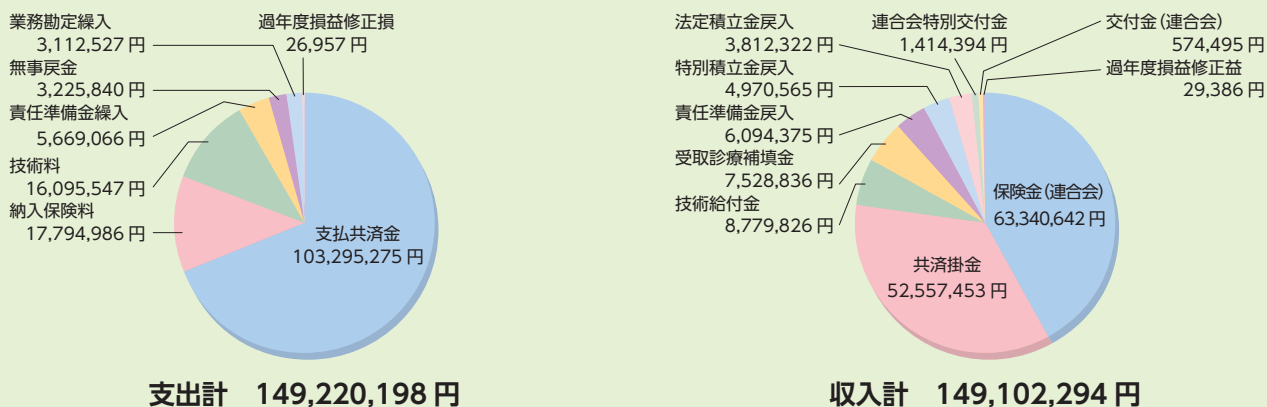 業務勘定繰入
3,112,527 円
過年度損益修正損
26,957 円
無事戻金
3,225,840 円
責任準備金繰入
5,669,066 円
技術料
16,095,547 円
納入保険料
17,794,986 円
支払共済金
103,295,275 円
支出計 149,220,198 円
法定積立金戻入
3,812,322 円
連合会特別交付金
1,414,394 円
交付金(連合会)
574,495 円
特別積立金戻入
4,970,565 円
過年度損益修正益
29,386 円
責任準備金戻入
6,094,375 円
受取診療補填金
7,528,836 円
技術給付金
8,779,826 円
保険金(連合会)
63,340,642 円
共済掛金
52,557,453 円
収入計 149,102,294 円